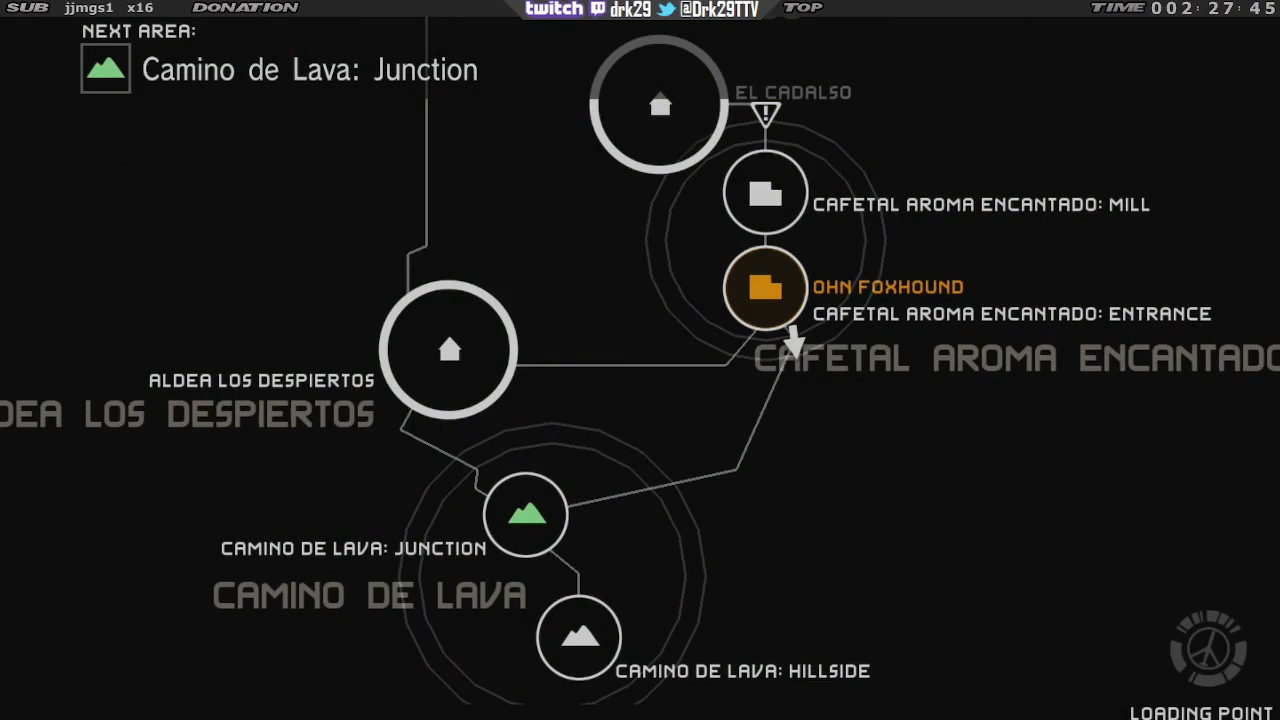 SUB jjmgs1 x16 DONATION twitch drk29 @Drk29TTV TOP TIME 002:27:45
NEXT AREA:
Camino de Lava: Junction
EL CADALSO
CAFETAL AROMA ENCANTADO: MILL
OHN FOXHOUND
CAFETAL AROMA ENCANTADO: ENTRANCE
CAFETAL AROMA ENCANTADO
ALDEA LOS DESPIERTOS
DEA LOS DESPIERTOS
CAMINO DE LAVA: JUNCTION
CAMINO DE LAVA
CAMINO DE LAVA: HILLSIDE
LOADING POINT